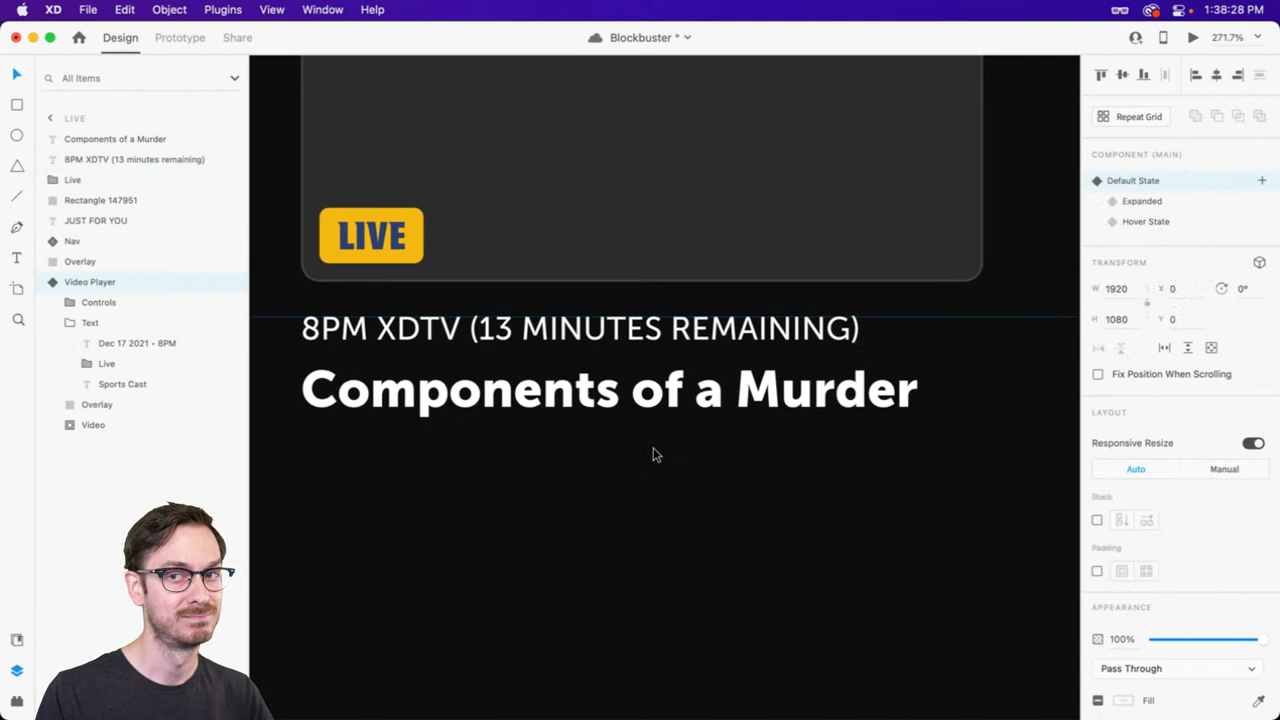 XD File Edit Object Plugins View Window Help 1:38:28 PM
Design Prototype Share Blockbuster * 271.7%
All Items
Repeat Grid
LIVE
Components of a Murder
8PM XDTV (13 minutes remaining)
Live
Rectangle 147951
JUST FOR YOU
Nav
Overlay
Video Player
Controls
Text
Dec 17 2021 • 8PM
Live
Sports Cast
Overlay
Video
LIVE
8PM XDTV (13 MINUTES REMAINING)
Components of a Murder
COMPONENT (MAIN)
Default State
Expanded
Hover State
TRANSFORM
W 1920 X 0 0°
H 1080 Y 0
Fix Position When Scrolling
LAYOUT
Responsive Resize
Auto Manual
Stack
Padding
APPEARANCE
100%
Pass Through
Fill